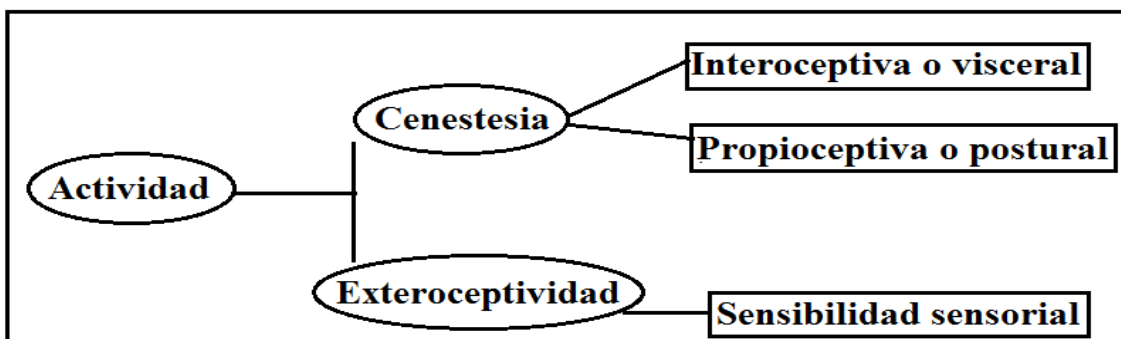 Interoceptiva o visceral
Cenestesia
Propioceptiva o postural
Actividad
Exteroceptividad
Sensibilidad sensorial